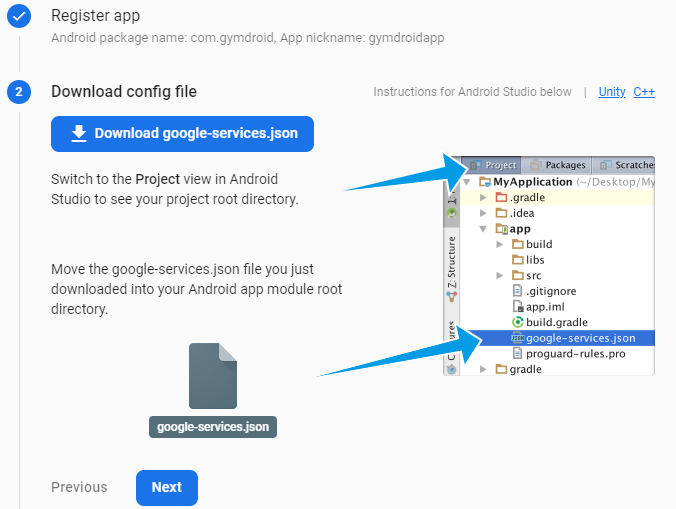 Register app
Android package name: com.gymdroid, App nickname: gymdroidapp
2
Download config file
Instructions for Android Studio below | Unity C++
Download google-services.json
Switch to the Project view in Android
Studio to see your project root directory.
Move the google-services.json file you just
downloaded into your Android app module root
directory.
google-services.json
Project Packages Scratches
MyApplication (~/Desktop/My
.gradle
.idea
app
build
libs
src
.gitignore
app.iml
build.gradle
google-services.json
proguard-rules.pro
gradle
Z: Structure
Previous
Next